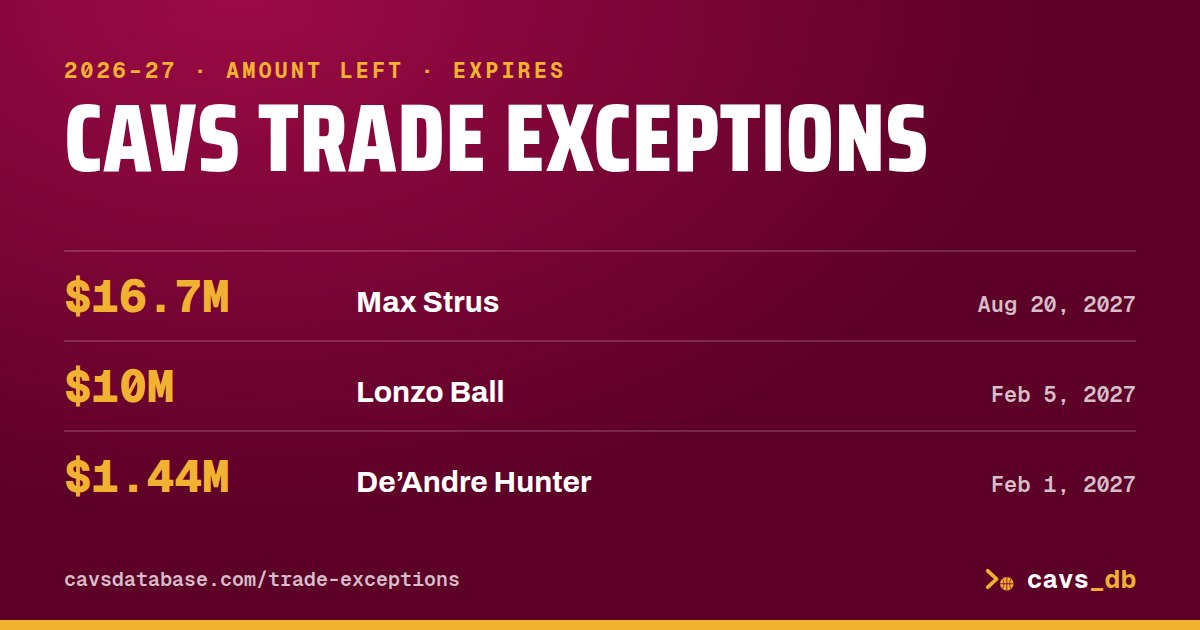 2026–27 · AMOUNT LEFT · EXPIRES
CAVS TRADE EXCEPTIONS
$16.7M Max Strus Aug 20, 2027
$10M Lonzo Ball Feb 5, 2027
$1.44M De’Andre Hunter Feb 1, 2027
cavsdatabase.com/trade-exceptions cavs_db